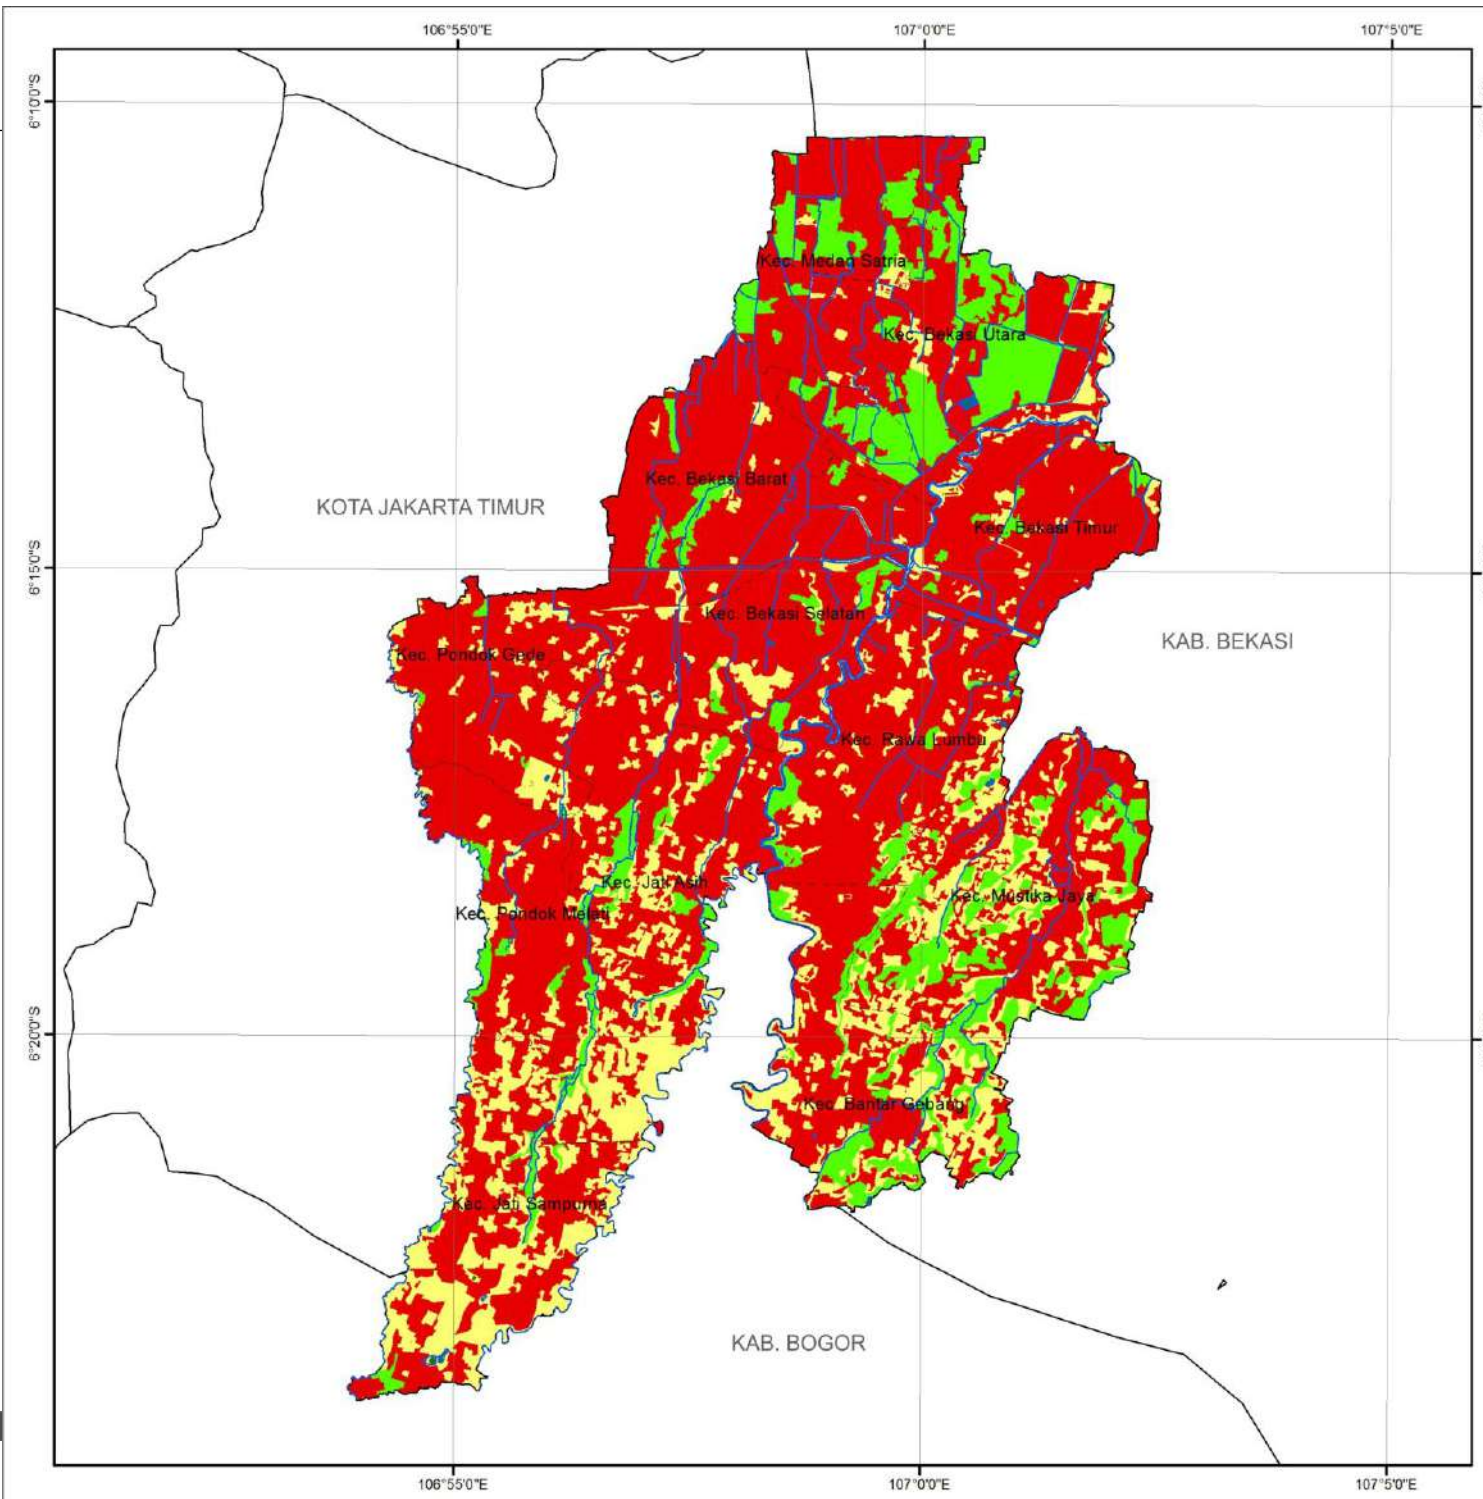 106°55'0"E
107°0'0"E
107°5'0"E
6°10'0"S
Kec. Medan Satria
Kec. Bekasi Utara
Kec. Bekasi Barat
KOTA JAKARTA TIMUR
Kec. Bekasi Timur
6°15'0"S
Kec. Bekasi Selatan
KAB. BEKASI
Kec. Pondok Gede
Kec. Rawa Lumbu
Kec. Jati Asih
Kec. Mustika Jaya
Kec. Pondok Melati
6°20'0"S
Kec. Bantar Gebang
Kec. Jati Sampurna
KAB. BOGOR
106°55'0"E
107°0'0"E
107°5'0"E